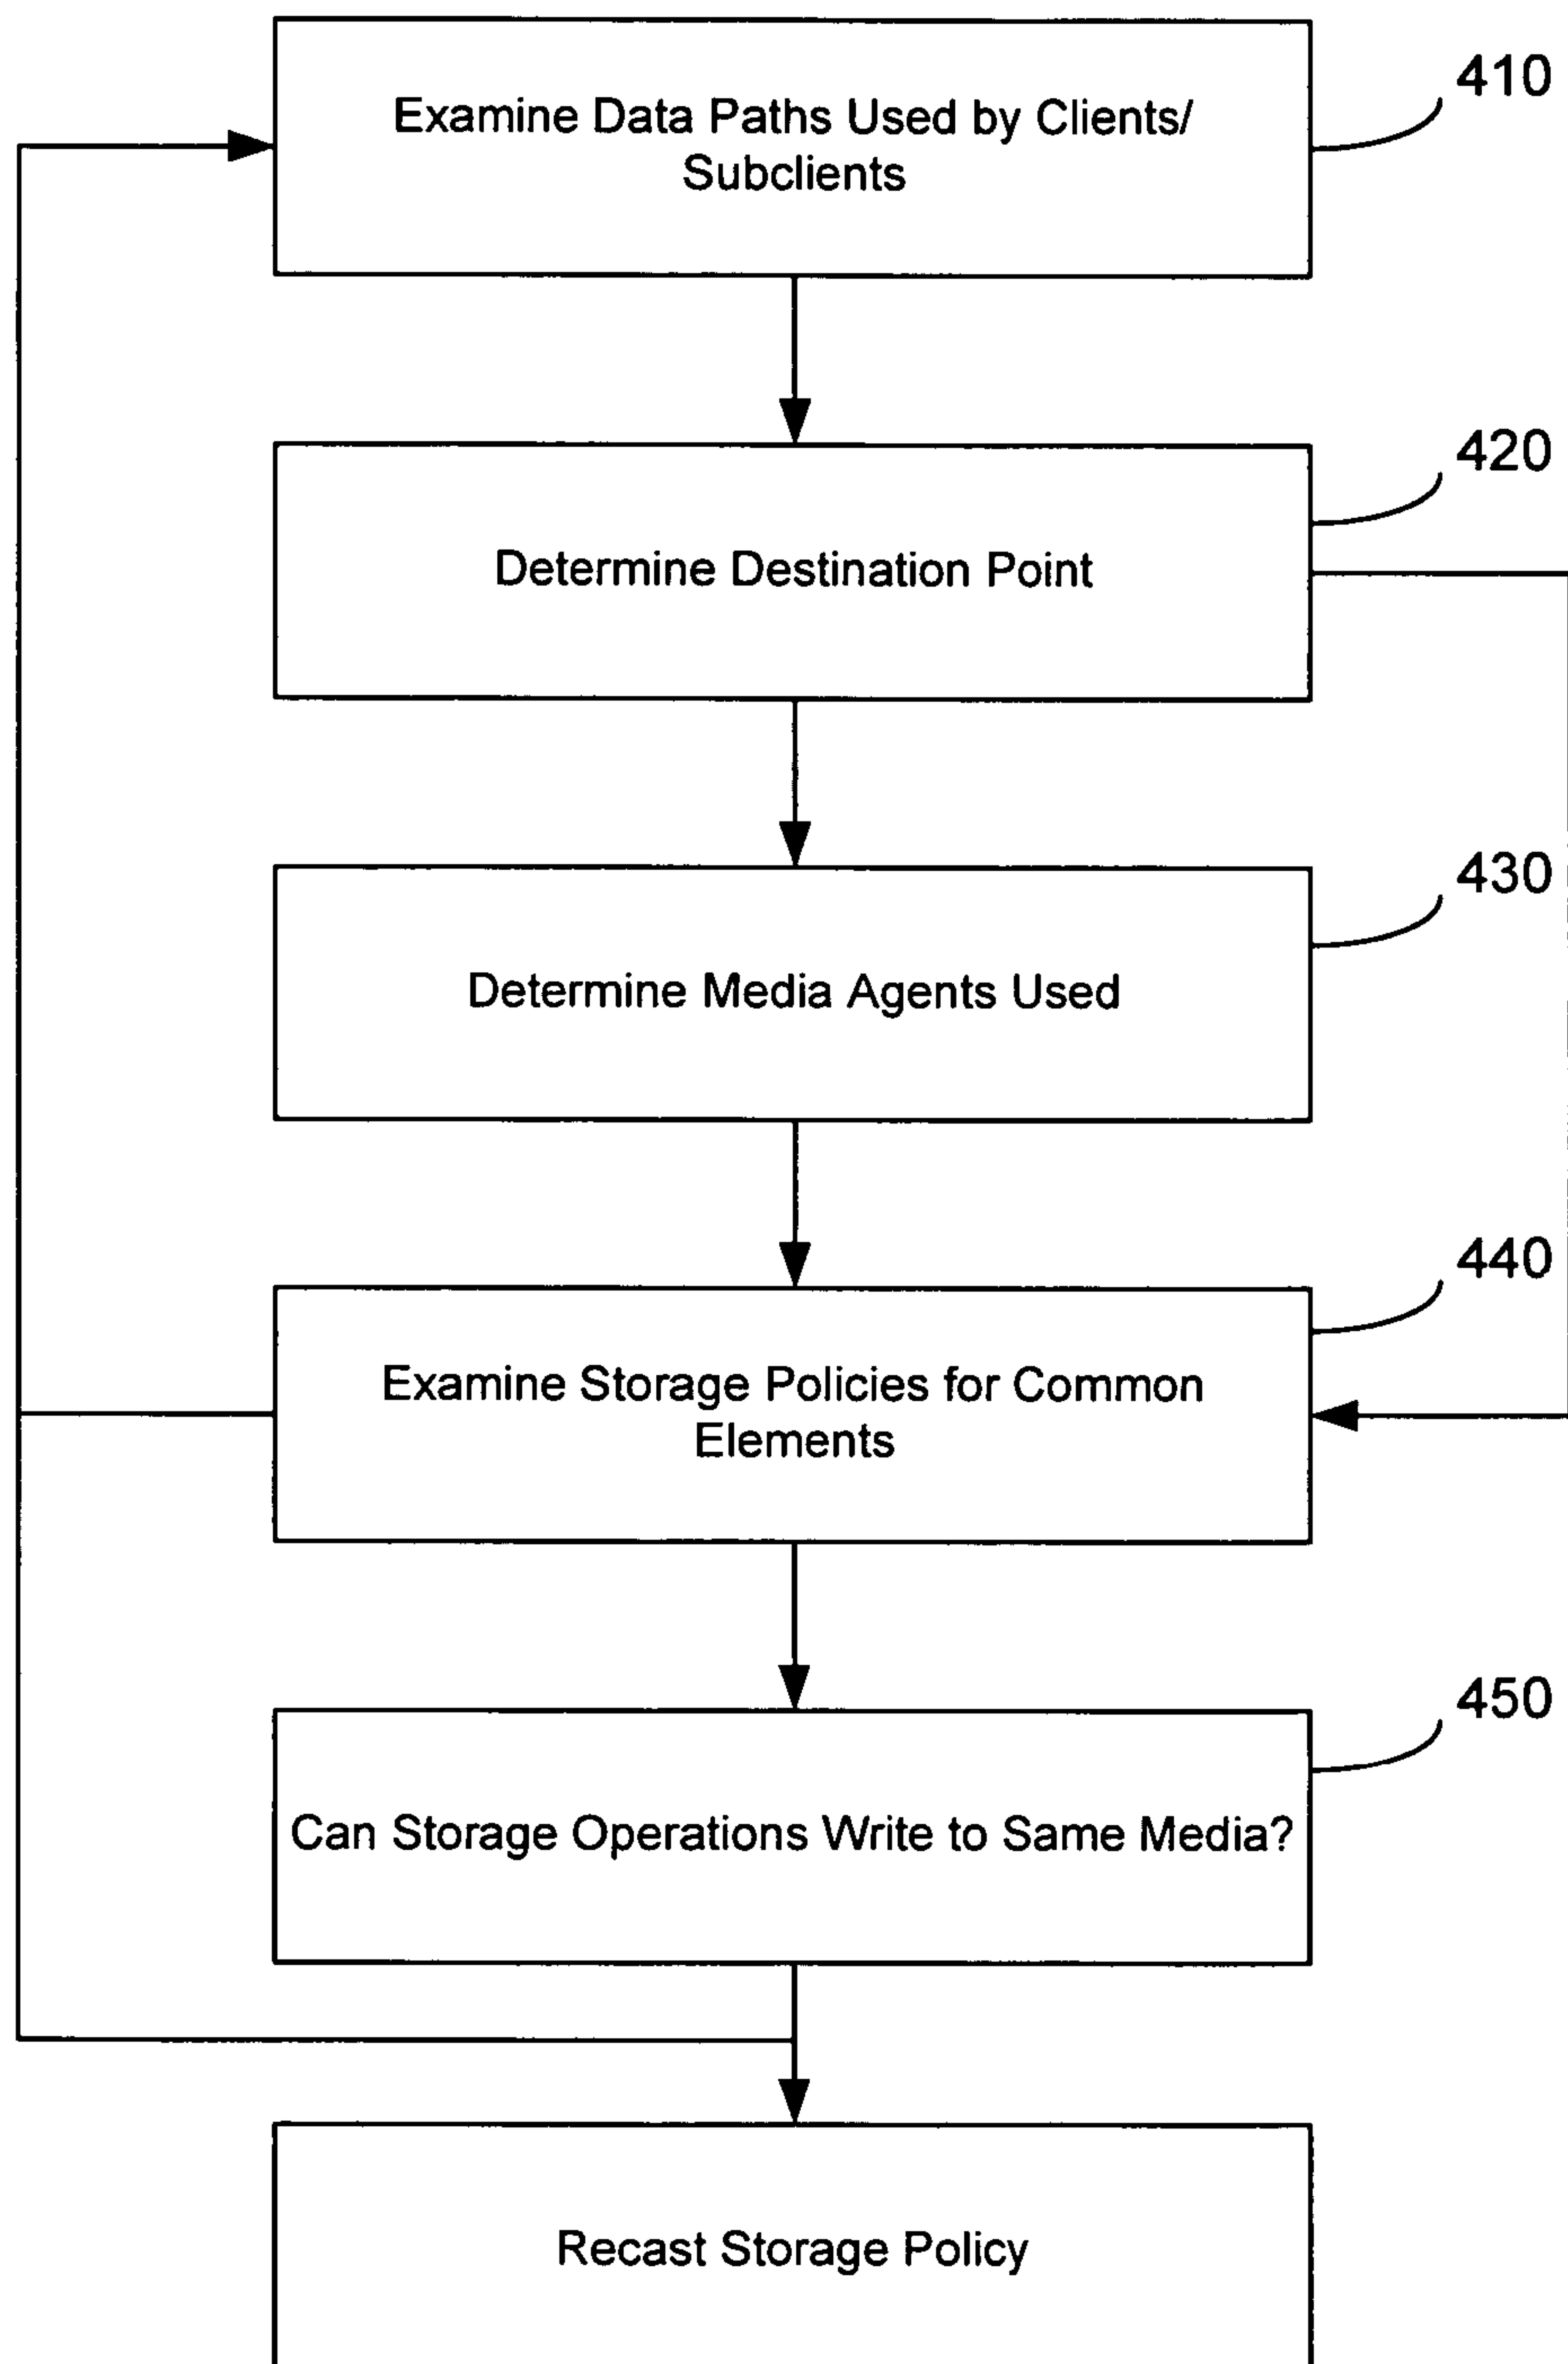 410
Examine Data Paths Used by Clients/
Subclients
420
Determine Destination Point
430
Determine Media Agents Used
440
Examine Storage Policies for Common
Elements
450
Can Storage Operations Write to Same Media?
Recast Storage Policy